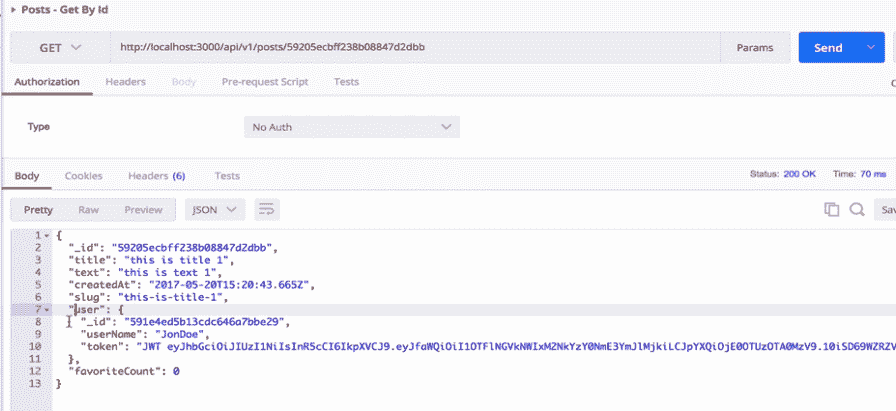 Posts - Get By Id
GET http://localhost:3000/api/v1/posts/59205ecbff238b08847d2dbb Params Send
Authorization Headers Body Pre-request Script Tests
Type No Auth
Body Cookies Headers (6) Tests Status: 200 OK Time: 70 ms
Pretty Raw Preview JSON Sav
1 {
2 "_id": "59205ecbff238b08847d2dbb",
3 "title": "this is title 1",
4 "text": "this is text 1",
5 "createdAt": "2017-05-20T15:20:43.665Z",
6 "slug": "this-is-title-1",
7 "user": {
8 "_id": "591e4ed5b13cdc646a7bbe29",
9 "userName": "JonDoe",
10 "token": "JWT
11 },
12 "favoriteCount": 0
13 }